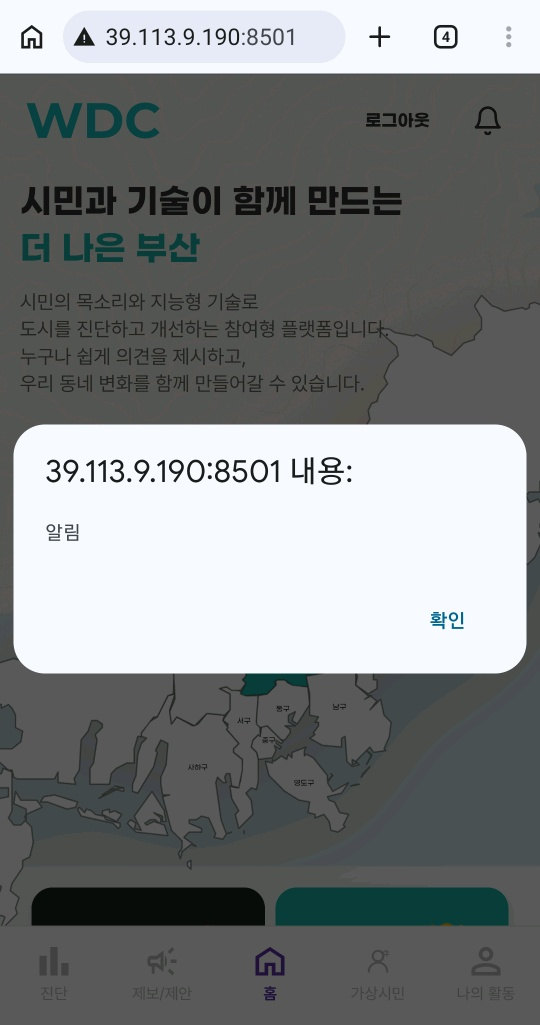 39.113.9.190:8501
4
WDC
로그아웃
시민과 기술이 함께 만드는
더 나은 부산
시민의 목소리와 지능형 기술로
도시를 진단하고 개선하는 참여형 플랫폼입니다.
누구나 쉽게 의견을 제시하고,
우리 동네 변화를 함께 만들어갈 수 있습니다.
39.113.9.190:8501 내용:
알림
확인
동구
남구
서구
중구
사하구
영도구
진단
제보/제안
홈
가상시민
나의 활동